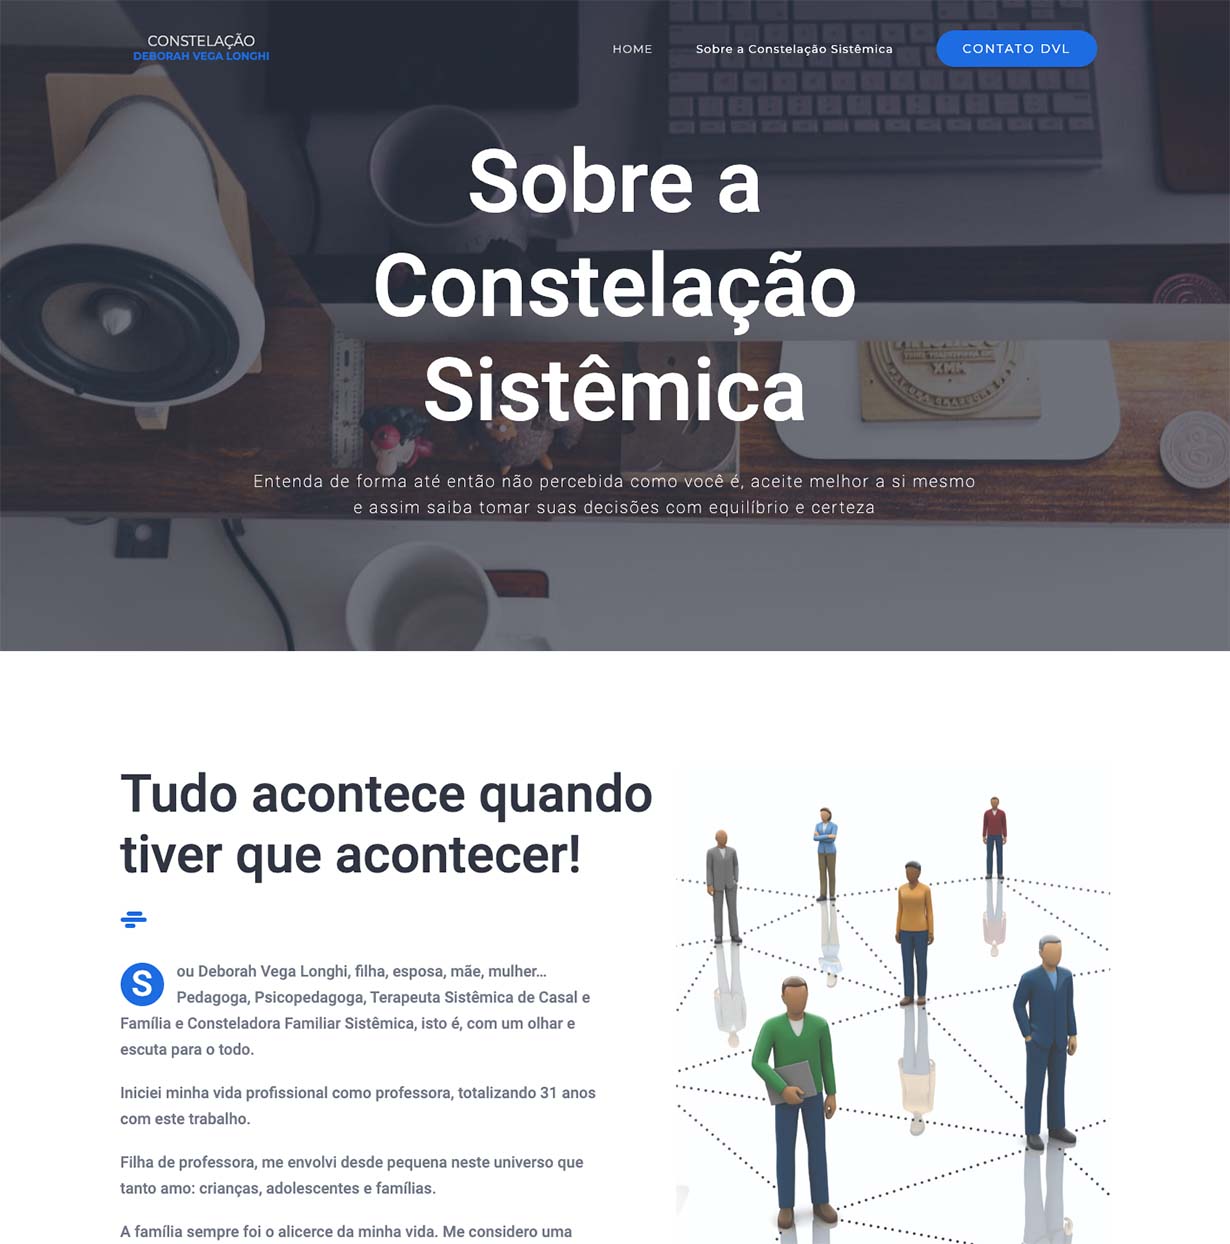 CONSTELAÇÃO
DEBORAH VEGA LONGHI
HOME
Sobre a Constelação Sistêmica
CONTATO DVL
Sobre a
Constelação
Sistêmica
Entenda de forma até então não percebida como você é, aceite melhor a si mesmo
e assim saiba tomar suas decisões com equilíbrio e certeza
Tudo acontece quando
tiver que acontecer!
Sou Deborah Vega Longhi, filha, esposa, mãe, mulher...
Pedagoga, Psicopedagoga, Terapeuta Sistêmica de Casal e
Família e Consteladora Familiar Sistêmica, isto é, com um olhar e
escuta para o todo.
Iniciei minha vida profissional como professora, totalizando 31 anos
com este trabalho.
Filha de professora, me envolvi desde pequena neste universo que
tanto amo: crianças, adolescentes e famílias.
A família sempre foi o alicerce da minha vida. Me considero uma